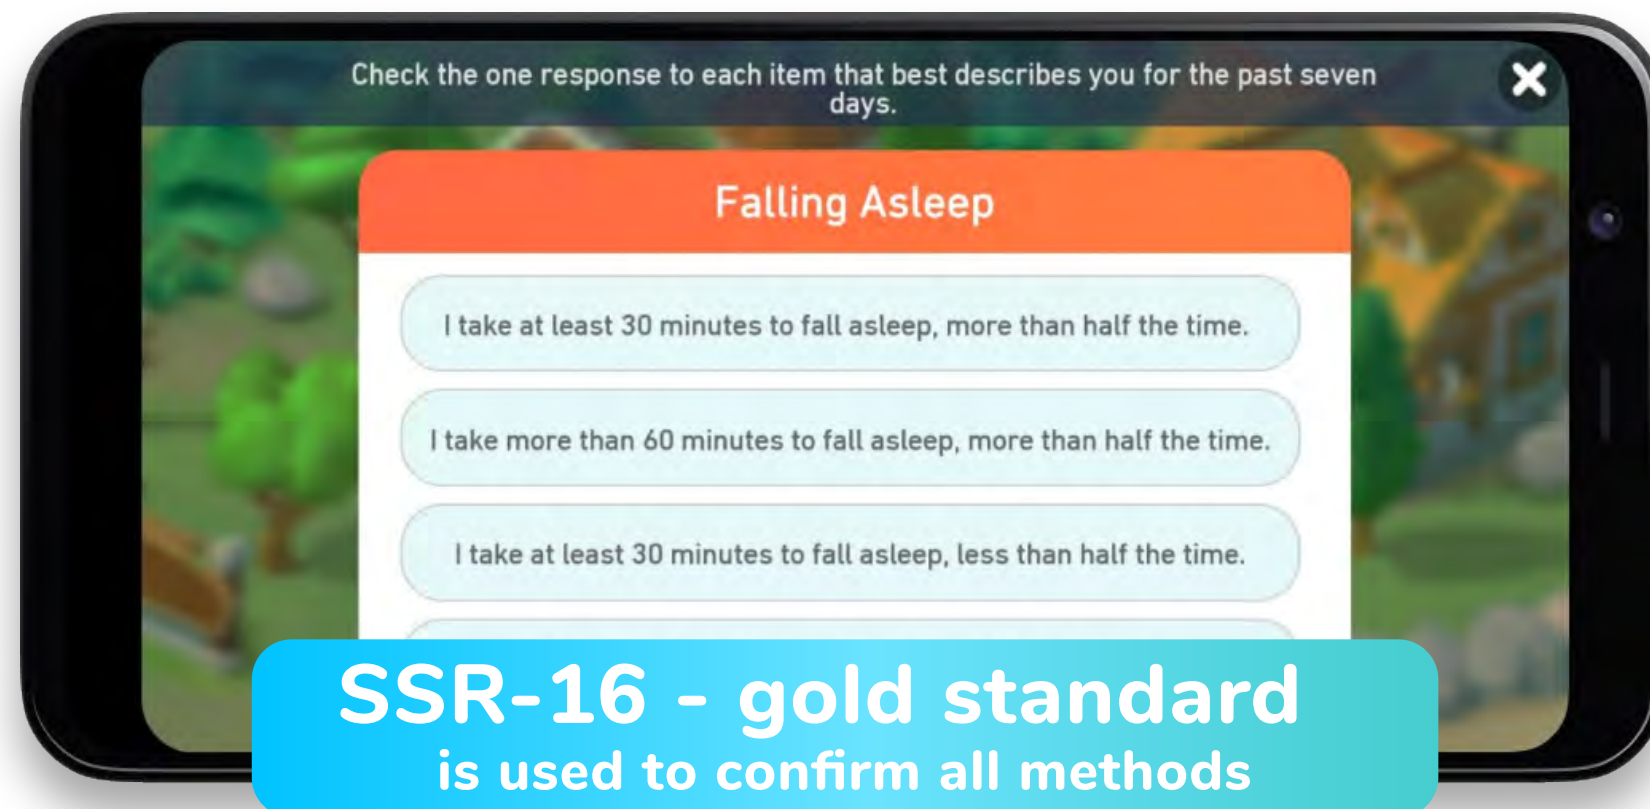 Check the one response to each item that best describes you for the past seven
days.
Falling Asleep
I take at least 30 minutes to fall asleep, more than half the time.
I take more than 60 minutes to fall asleep, more than half the time.
I take at least 30 minutes to fall asleep, less than half the time.
SSR-16 - gold standard
is used to confirm all methods